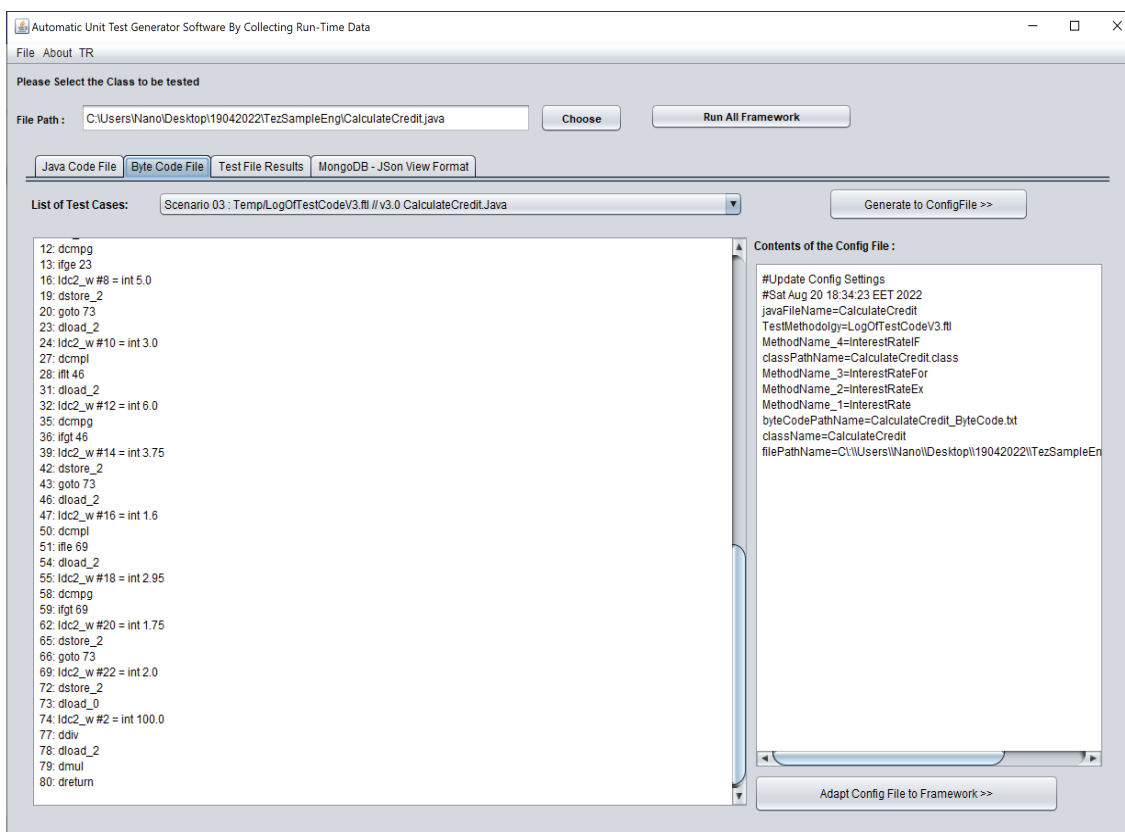 Automatic Unit Test Generator Software By Collecting Run-Time Data
File About TR
Please Select the Class to be tested
File Path : C:\Users\Nano\Desktop\19042022\TezSampleEng\CalculateCredit.java Choose Run All Framework
Java Code File Byte Code File Test File Results MongoDB - JSon View Format
List of Test Cases: Scenario 03 : Temp/LogOfTestCodeV3.ftl // v3.0 CalculateCredit.Java Generate to ConfigFile >>
12: dcmpg
13: ifge 23
16: ldc2_w #8 = int 5.0
19: dstore_2
20: goto 73
23: dload_2
24: ldc2_w #10 = int 3.0
27: dcmpl
28: iflt 46
31: dload_2
32: ldc2_w #12 = int 6.0
35: dcmpg
36: ifgt 46
39: ldc2_w #14 = int 3.75
42: dstore_2
43: goto 73
46: dload_2
47: ldc2_w #16 = int 1.6
50: dcmpl
51: ifle 69
54: dload_2
55: ldc2_w #18 = int 2.95
58: dcmpg
59: ifgt 69
62: ldc2_w #20 = int 1.75
65: dstore_2
66: goto 73
69: ldc2_w #22 = int 2.0
72: dstore_2
73: dload_0
74: ldc2_w #2 = int 100.0
77: ddiv
78: dload_2
79: dmul
80: dreturn
Contents of the Config File :
#Update Config Settings
#Sat Aug 20 18:34:23 EET 2022
javaFileName=CalculateCredit
TestMethodolgy=LogOfTestCodeV3.ftl
MethodName_4=InterestRateIF
classPathName=CalculateCredit.class
MethodName_3=InterestRateFor
MethodName_2=InterestRateEx
MethodName_1=InterestRate
byteCodePathName=CalculateCredit_ByteCode.txt
className=CalculateCredit
filePathName=C\:\\Users\\Nano\\Desktop\\19042022\\TezSampleEn
Adapt Config File to Framework >>